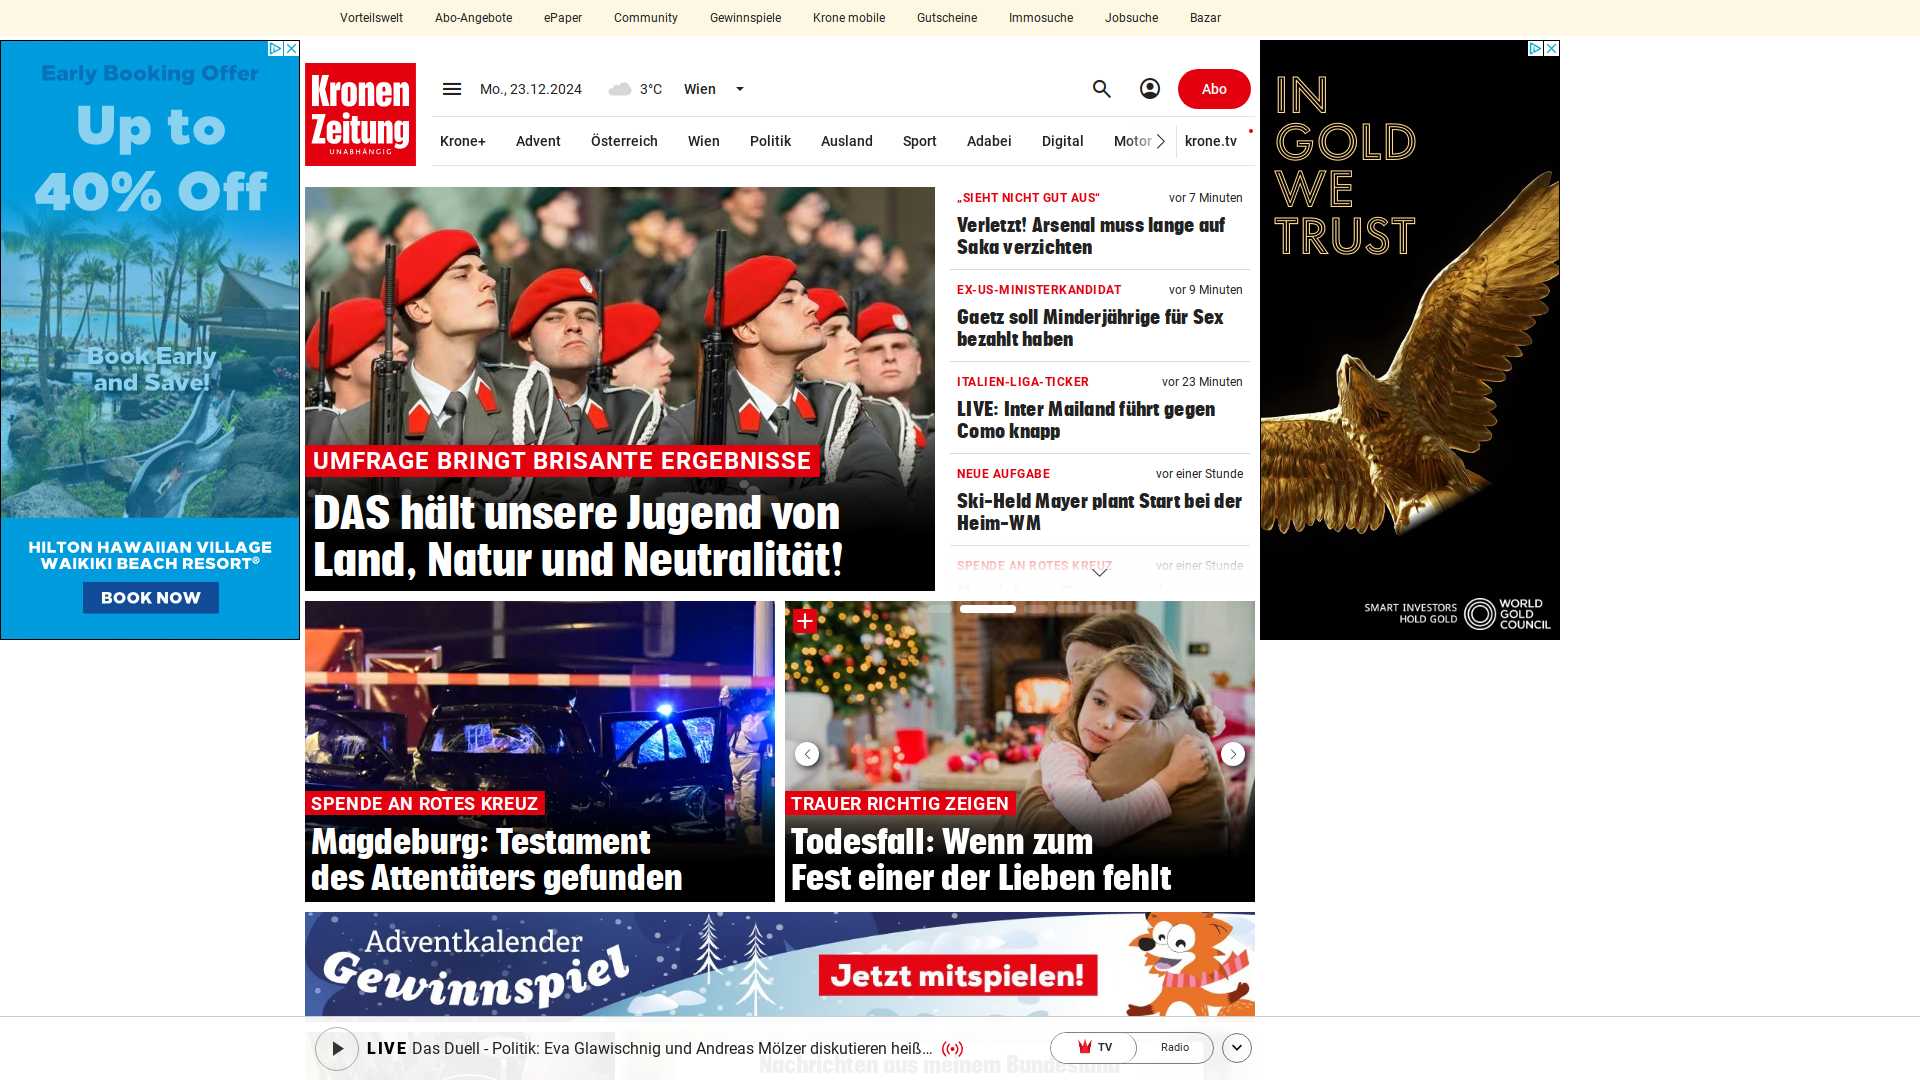 Vorteilswelt Abo-Angebote ePaper Community Gewinnspiele Krone mobile Gutscheine Immosuche Jobsuche Bazar
Early Booking Offer
Up to
40% Off
Book Early
and Save!
HILTON HAWAIIAN VILLAGE
WAIKIKI BEACH RESORT®
BOOK NOW
Kronen
Zeitung
UNABHÄNGIG
Mo., 23.12.2024 3°C Wien Abo
Krone+ Advent Österreich Wien Politik Ausland Sport Adabei Digital Motor krone.tv
UMFRAGE BRINGT BRISANTE ERGEBNISSE
DAS hält unsere Jugend von
Land, Natur und Neutralität!
„SIEHT NICHT GUT AUS“ vor 7 Minuten
Verletzt! Arsenal muss lange auf
Saka verzichten
EX-US-MINISTERKANDIDAT vor 9 Minuten
Gaetz soll Minderjährige für Sex
bezahlt haben
ITALIEN-LIGA-TICKER vor 23 Minuten
LIVE: Inter Mailand führt gegen
Como knapp
NEUE AUFGABE vor einer Stunde
Ski-Held Mayer plant Start bei der
Heim-WM
SPENDE AN ROTES KREUZ vor einer Stunde
IN
GOLD
WE
TRUST
SMART INVESTORS
HOLD GOLD
WORLD
GOLD
COUNCIL
SPENDE AN ROTES KREUZ
Magdeburg: Testament
des Attentäters gefunden
TRAUER RICHTIG ZEIGEN
Todesfall: Wenn zum
Fest einer der Lieben fehlt
Adventkalender
Gewinnspiel
Jetzt mitspielen!
LIVE Das Duell - Politik: Eva Glawischnig und Andreas Mölzer diskutieren heiß... TV Radio
Nachrichten aus meinem Bundesland